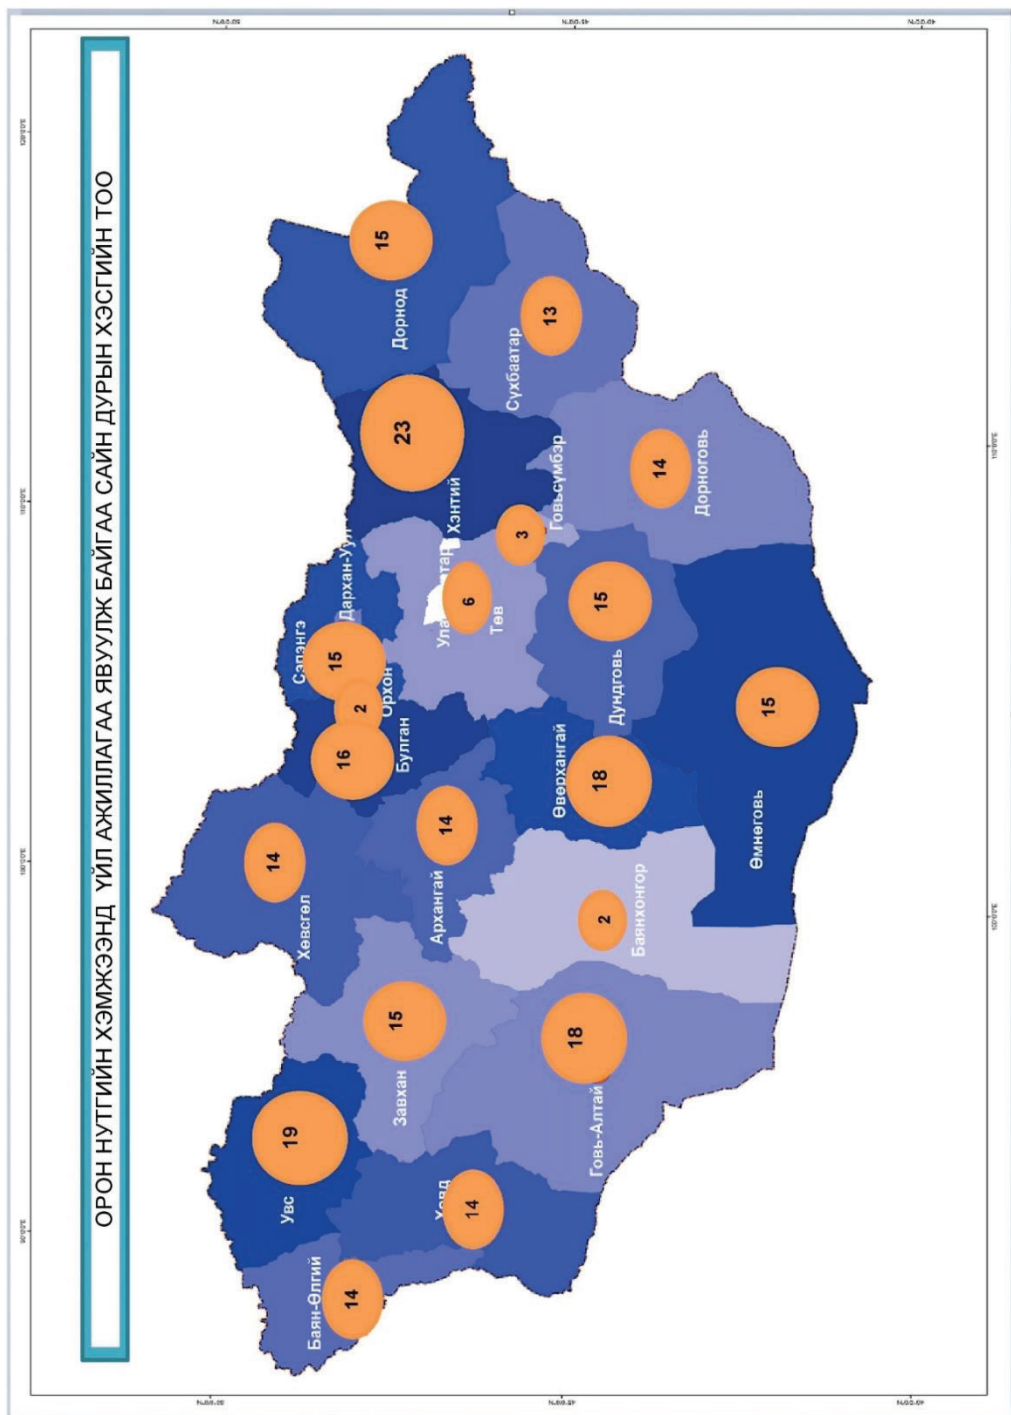 ОРОН НУТГИЙН ХЭМЖЭЭНД ҮЙЛ АЖИЛЛАГАА ЯВУУЛЖ БАЙГАА САЙН ДУРЫН ХЭСГИЙН ТОО
Баян-Өлгий
14
Увс
19
Ховд
14
Завхан
15
Говь-Алтай
18
Хөвсгөл
14
Архангай
14
Баянхонгор
2
Булган
16
Орхон
2
Сэлэнгэ
15
Дархан-Уул
Өвөрхангай
18
Өмнөговь
15
Төв
6
Дундговь
15
Говьсүмбэр
3
Хэнтий
23
Дорноговь
14
Сүхбаатар
13
Дорнод
15